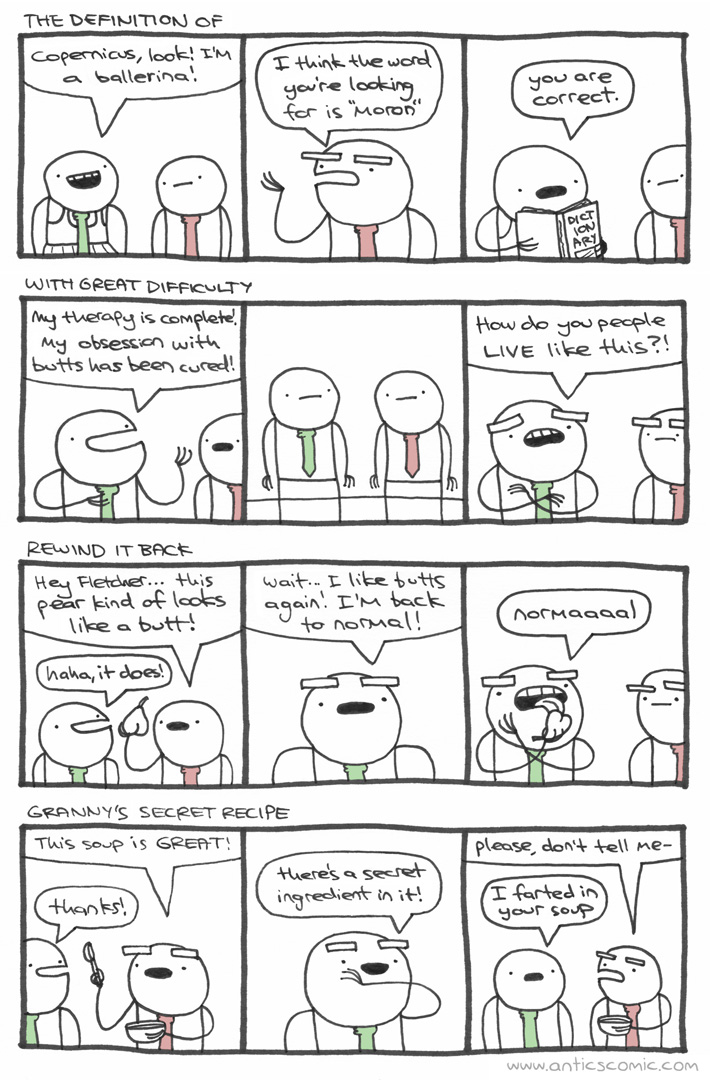 THE DEFINITION OF
Copernicus, look! I'm
a ballerina!
I think the word
you're looking
for is "Moron"
you are
correct.
DICT
ION
ARY
WITH GREAT DIFFICULTY
My therapy is complete!
My obsession with
butts has been cured!
How do you people
LIVE like this?!
REWIND IT BACK
Hey Fletcher... this
pear kind of looks
like a butt!
haha, it does!
wait... I like butts
again! I'm back
to normal!
normaaaal
GRANNY'S SECRET RECIPE
This soup is GREAT!
thanks!
there's a secret
ingredient in it!
please, don't tell me-
I farted in
your soup
www.anticscomic.com